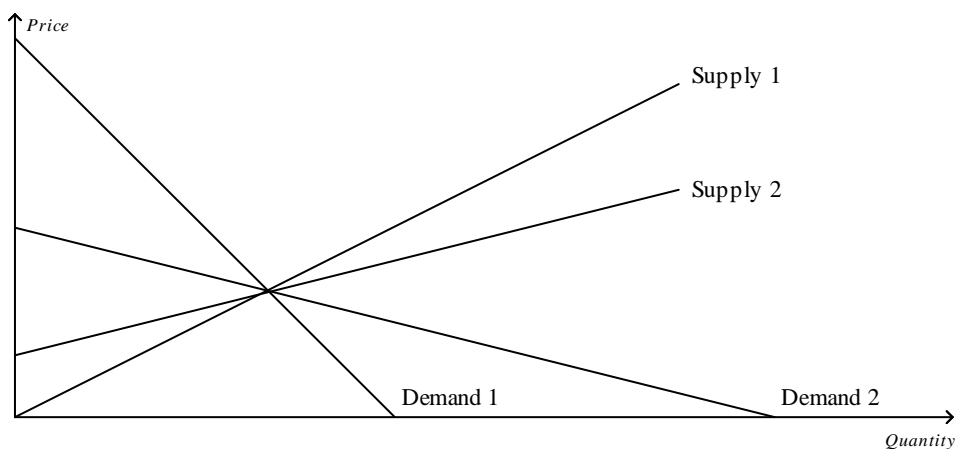 Price
Supply 1
Supply 2
Demand 1
Demand 2
Quantity